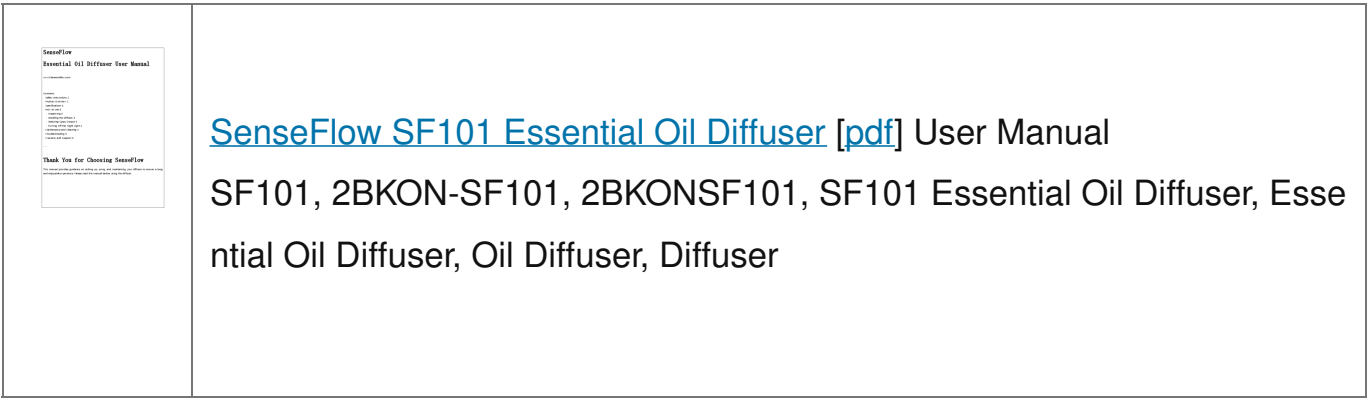 SenseFlow
Essential Oil Diffuser User Manual
Thank You for Choosing SenseFlow
SenseFlow SF101 Essential Oil Diffuser [pdf] User Manual
SF101, 2BKON-SF101, 2BKONSF101, SF101 Essential Oil Diffuser, Esse
ntial Oil Diffuser, Oil Diffuser, Diffuser